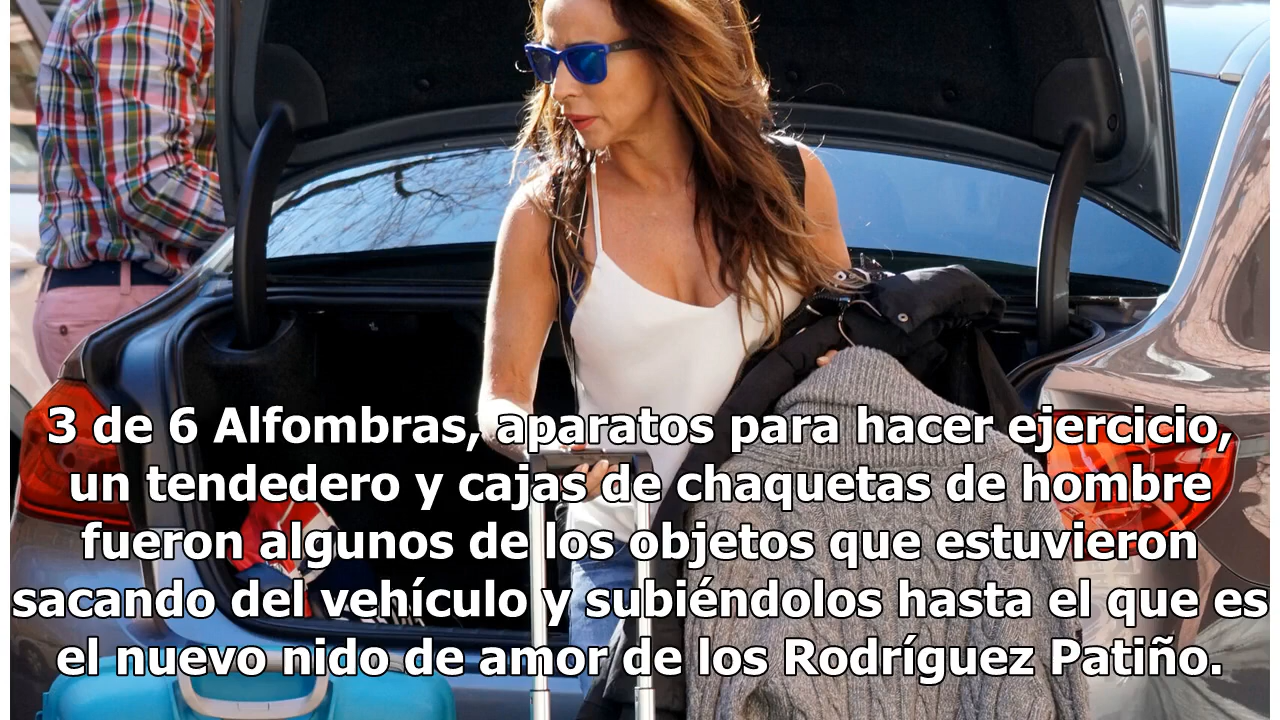 3 de 6 Alfombras, aparatos para hacer ejercicio,
un tendedero y cajas de chaquetas de hombre
fueron algunos de los objetos que estuvieron
sacando del vehículo y subiéndolos hasta el que es
el nuevo nido de amor de los Rodríguez Patiño.